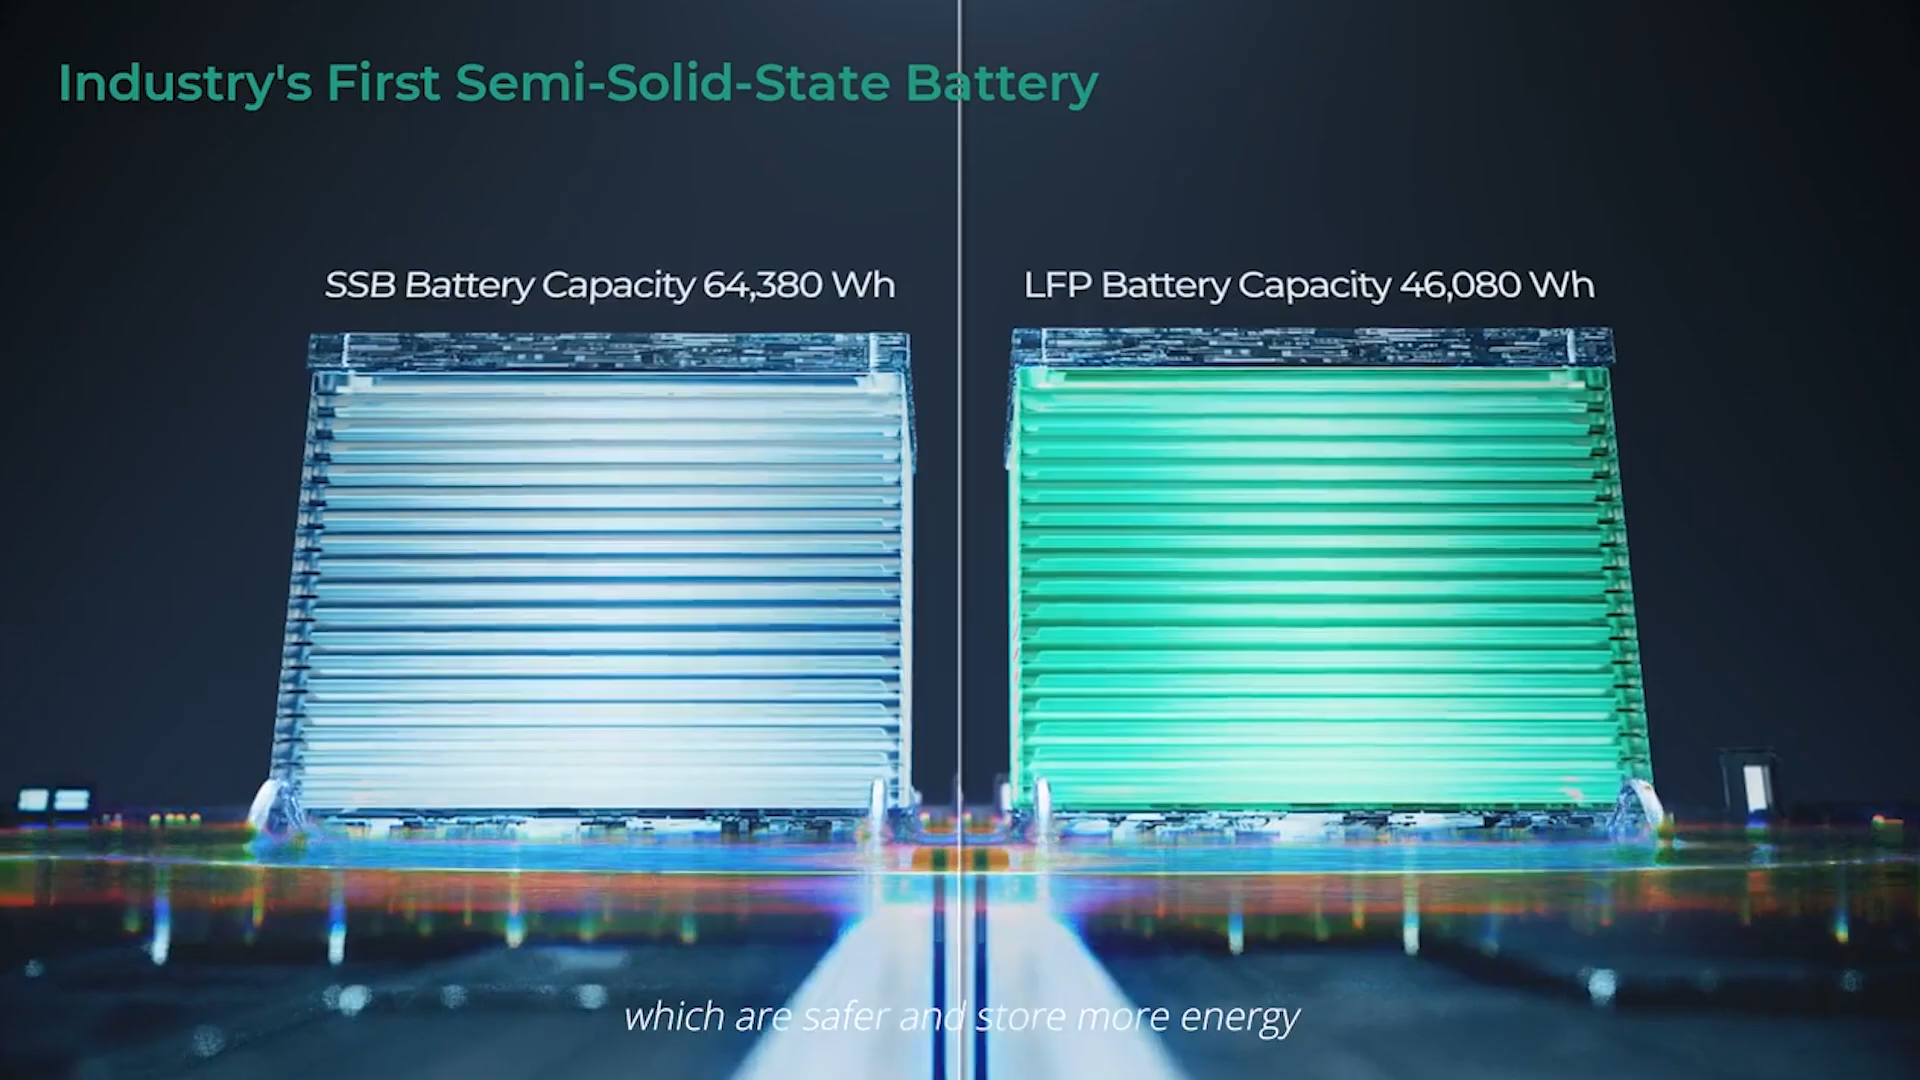 Industry's First Semi-Solid-State Battery
SSB Battery Capacity 64,380 Wh
LFP Battery Capacity 46,080 Wh
which are safer and store more energy